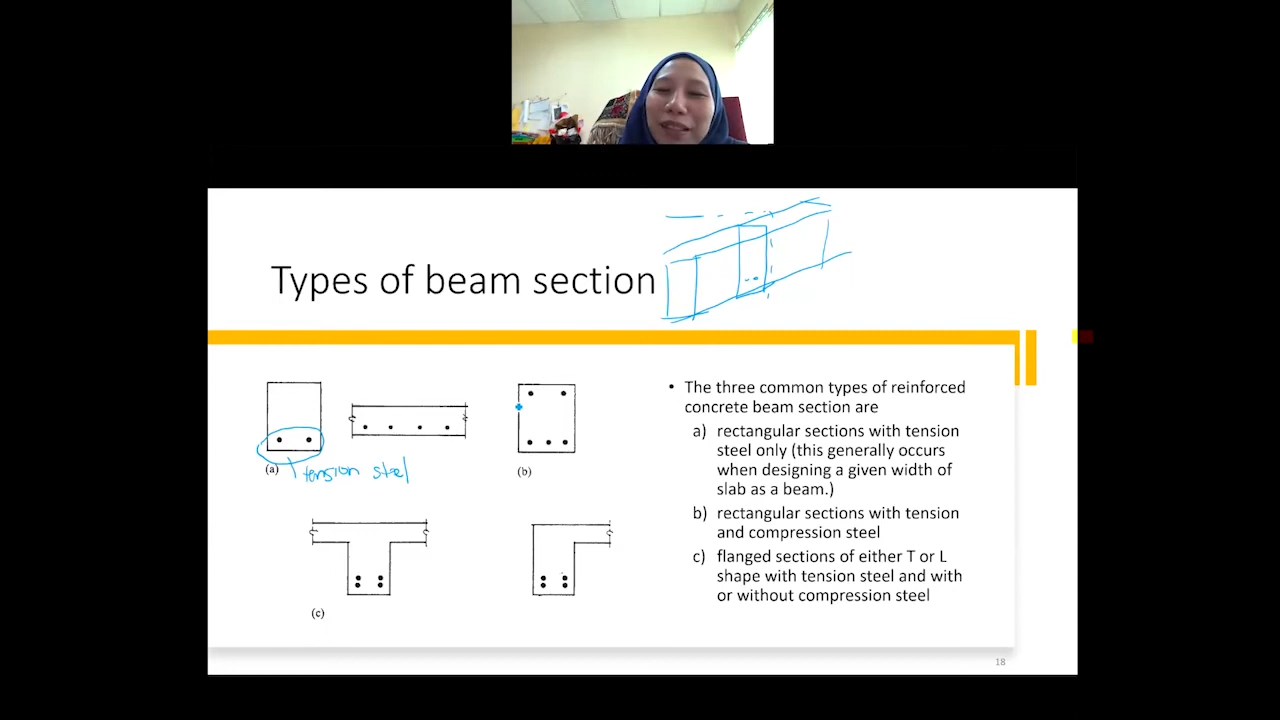 Types of beam section
(a)
tension steel
(b)
(c)
• The three common types of reinforced
concrete beam section are
a) rectangular sections with tension
steel only (this generally occurs
when designing a given width of
slab as a beam.)
b) rectangular sections with tension
and compression steel
c) flanged sections of either T or L
shape with tension steel and with
or without compression steel
18